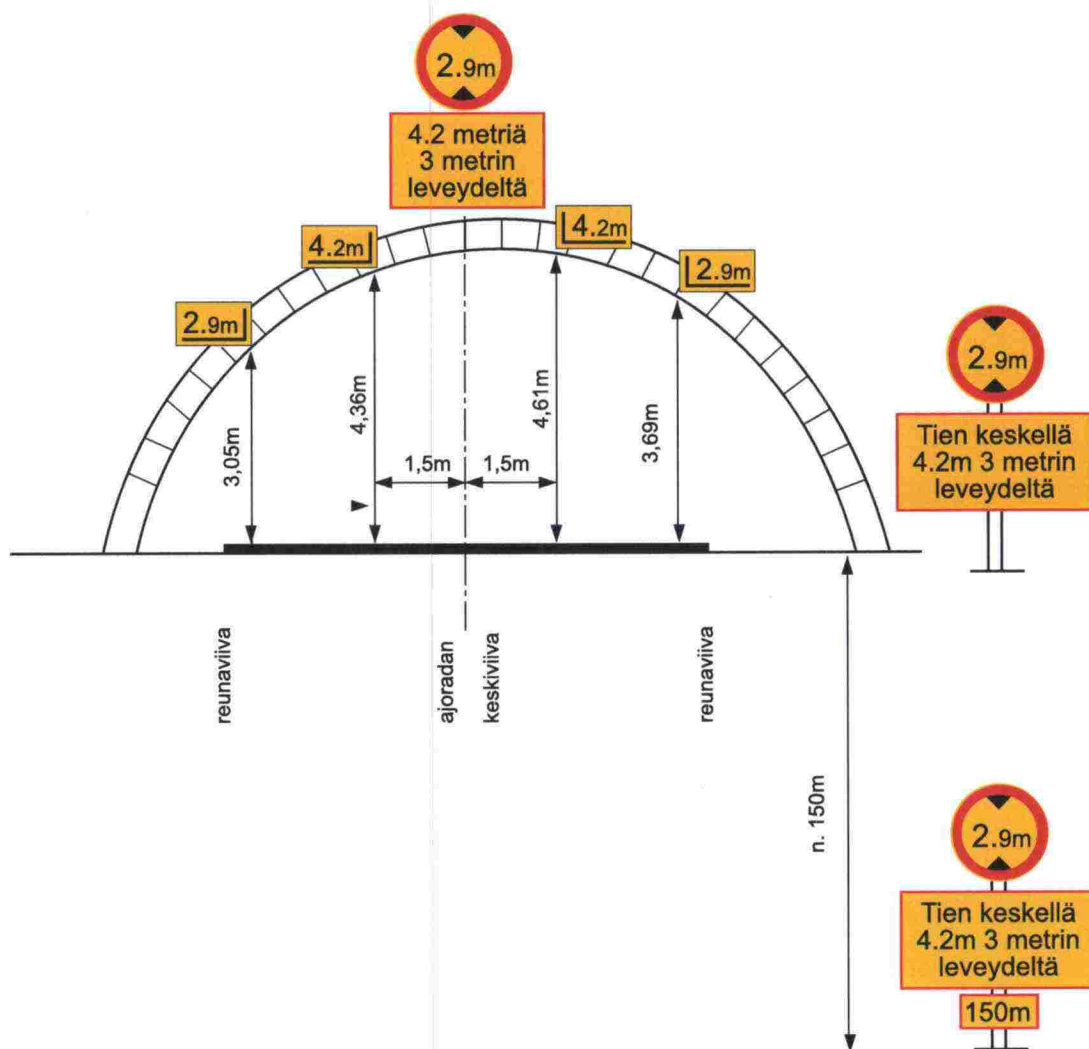 2.9m
4.2 metriä
3 metrin
leveydeltä
4.2m
4.2m
2.9m
2.9m
3,05m
4,36m
1,5m
1,5m
4,61m
3,69m
2.9m
Tien keskellä
4.2m 3 metrin
leveydeltä
reunaviiva
ajoradan
keskiviiva
reunaviiva
n. 150m
2.9m
Tien keskellä
4.2m 3 metrin
leveydeltä
150m